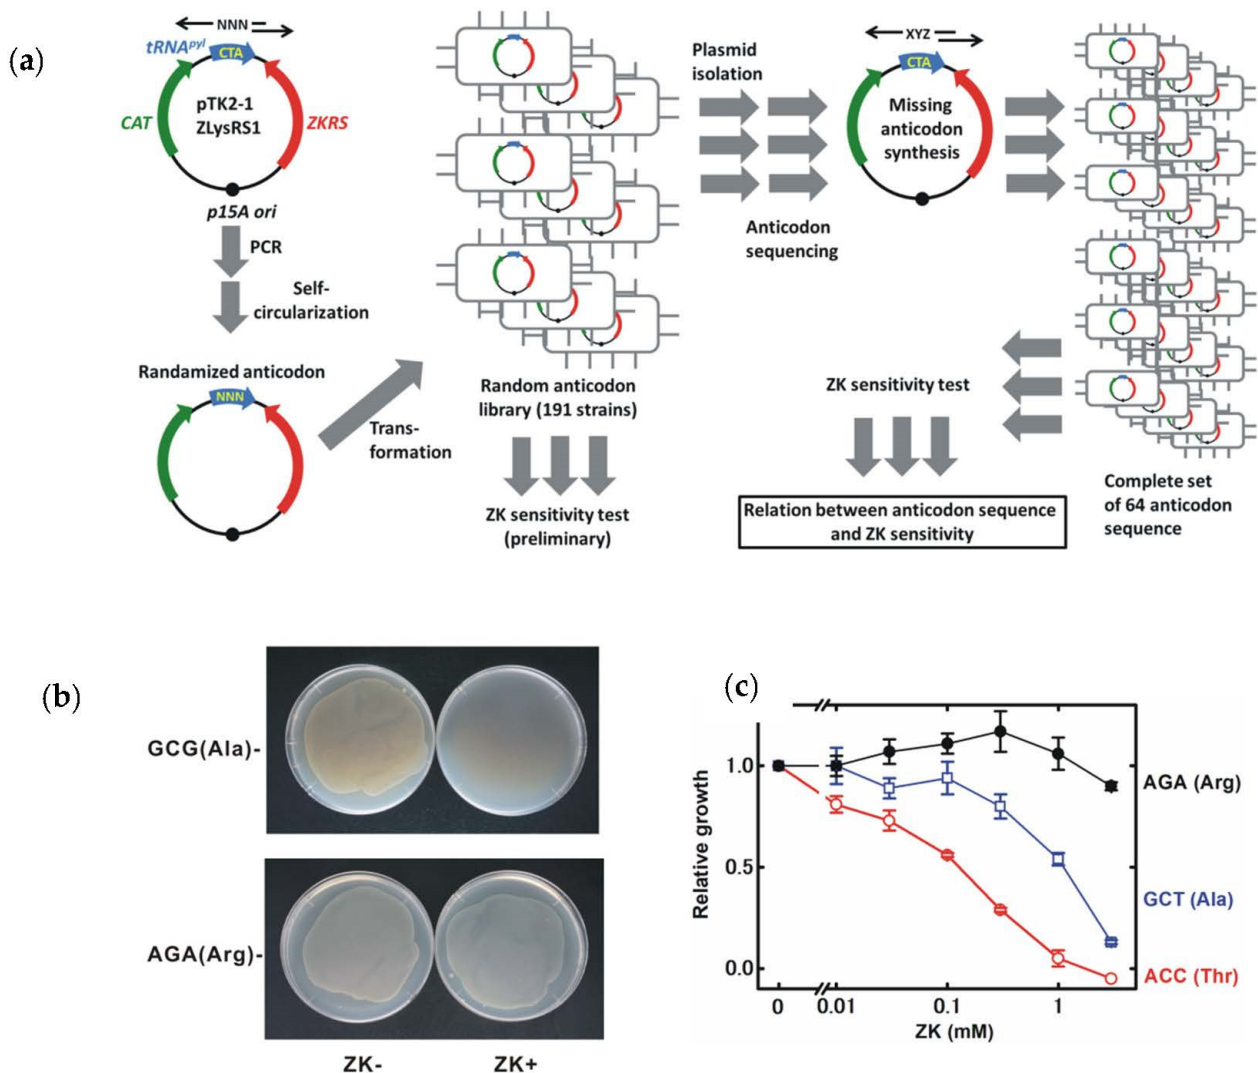 (a)
NNN
tRNApyl
CTA
pTK2-1
ZLysRS1
CAT
ZKRS
p15A ori
PCR
Self-
circularization
Randamized anticodon
NNN
Trans-
formation
Random anticodon
library (191 strains)
ZK sensitivity test
(preliminary)
Plasmid
isolation
Anticodon
sequencing
XYZ
CTA
Missing
anticodon
synthesis
Complete set
of 64 anticodon
sequence
ZK sensitivity test
Relation between anticodon sequence
and ZK sensitivity
(b)
GCG(Ala)-
AGA(Arg)-
ZK-
ZK+
(c)
Relative growth
1.0
0.5
0.0
0
0.01
0.1
1
ZK (mM)
AGA (Arg)
GCT (Ala)
ACC (Thr)